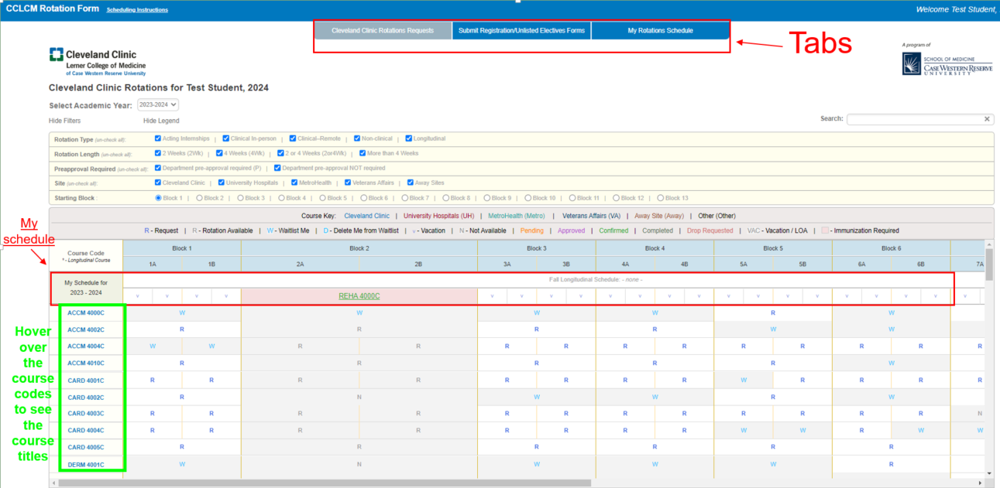 CCLCM Rotation Form Scheduling Instructions Welcome Test Student,
Cleveland Clinic Rotations Requests Submit Registration/Unlisted Electives Forms My Rotations Schedule
Tabs
Cleveland Clinic
Lerner College of Medicine
of Case Western Reserve University
A program of
SCHOOL OF MEDICINE
CASE WESTERN RESERVE
UNIVERSITY
Cleveland Clinic Rotations for Test Student, 2024
Select Academic Year: 2023-2024
Hide Filters Hide Legend Search:
Rotation Type (un-check all): Acting Internships | Clinical In-person | Clinical–Remote | Non-clinical | Longitudinal
Rotation Length (un-check all): 2 Weeks (2Wk) | 4 Weeks (4Wk) | 2 or 4 Weeks (2or4Wk) | More than 4 Weeks
Preapproval Required (un-check all): Department pre-approval required (P) | Department pre-approval NOT required
Site (un-check all): Cleveland Clinic | University Hospitals | MetroHealth | Veterans Affairs | Away Sites
Starting Block Block 1 | Block 2 | Block 3 | Block 4 | Block 5 | Block 6 | Block 7 | Block 8 | Block 9 | Block 10 | Block 11 | Block 12 | Block 13
Course Key: Cleveland Clinic | University Hospitals (UH) | MetroHealth (Metro) | Veterans Affairs (VA) | Away Site (Away) | Other (Other)
R - Request | R - Rotation Available | W - Waitlist Me | D - Delete Me from Waitlist | v - Vacation | N - Not Available | Pending | Approved | Confirmed | Completed | Drop Requested | VAC - Vacation / LOA | - Immunization Required
My
schedule
Course Code
* - Longitudinal Course
Block 1 Block 2 Block 3 Block 4 Block 5 Block 6
1A 1B 2A 2B 3A 3B 4A 4B 5A 5B 6A 6B 7A
My Schedule for
2023 - 2024
Fall Longitudinal Schedule: - none -
v v v v REHA 4000C v v v v v v v v v v v v v v v v v
Hover
over
the
course
codes
to see
the
course
titles
ACCM 4000C W W W W R W
ACCM 4002C R R R R W W
ACCM 4004C W W R R R R R R R R R R R
ACCM 4010C R R R R R W
CARD 4001C R R R R R R R R W R R R R
CARD 4002C R N W W R W
CARD 4003C R R R R R R R R R R R R N
CARD 4004C R R R R R R R R W W R W W
CARD 4005C R R R R R R
DERM 4001C W N W W W R